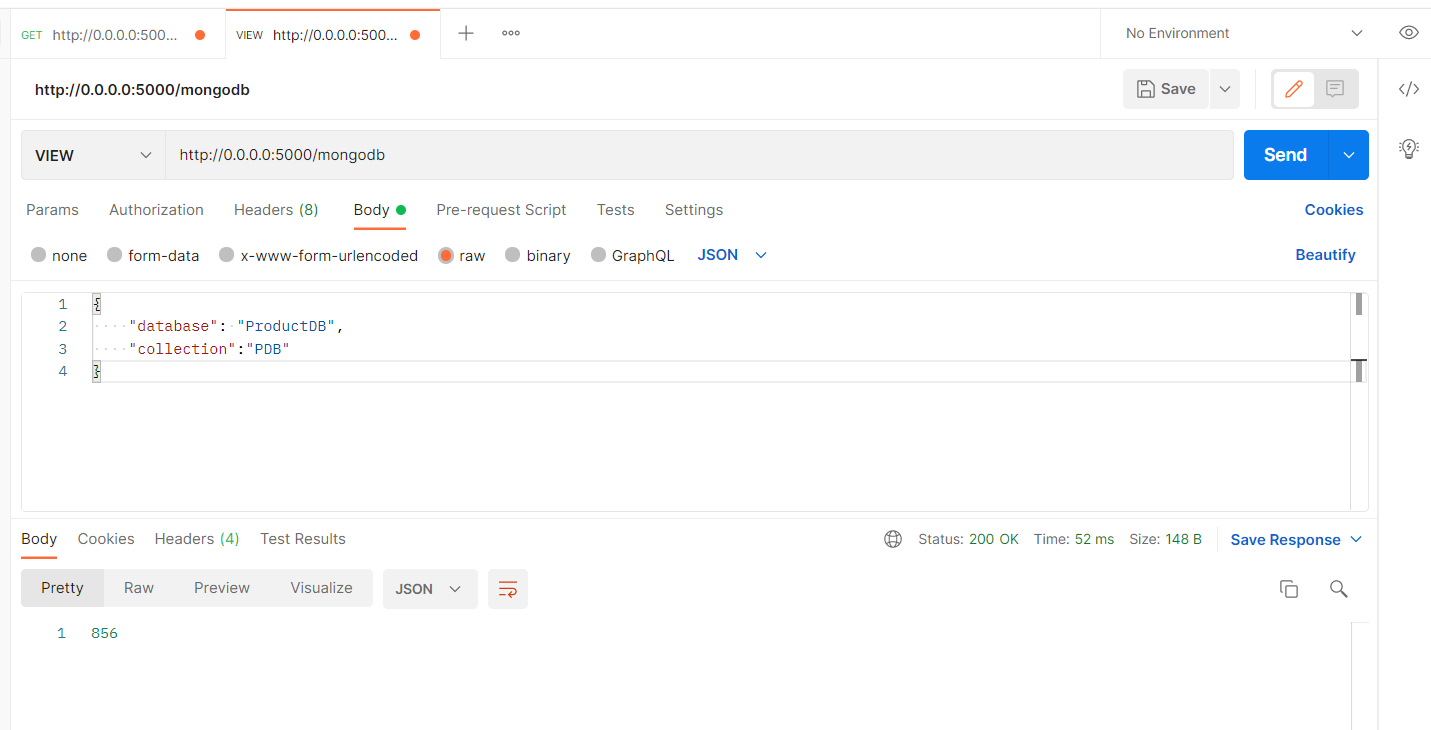 GET http://0.0.0.0:500... VIEW http://0.0.0.0:500... No Environment
http://0.0.0.0:5000/mongodb Save
VIEW http://0.0.0.0:5000/mongodb Send
Params Authorization Headers (8) Body Pre-request Script Tests Settings Cookies
none form-data x-www-form-urlencoded raw binary GraphQL JSON Beautify
1 {
2 "database": "ProductDB",
3 "collection":"PDB"
4 }
Body Cookies Headers (4) Test Results Status: 200 OK Time: 52 ms Size: 148 B Save Response
Pretty Raw Preview Visualize JSON
1 856